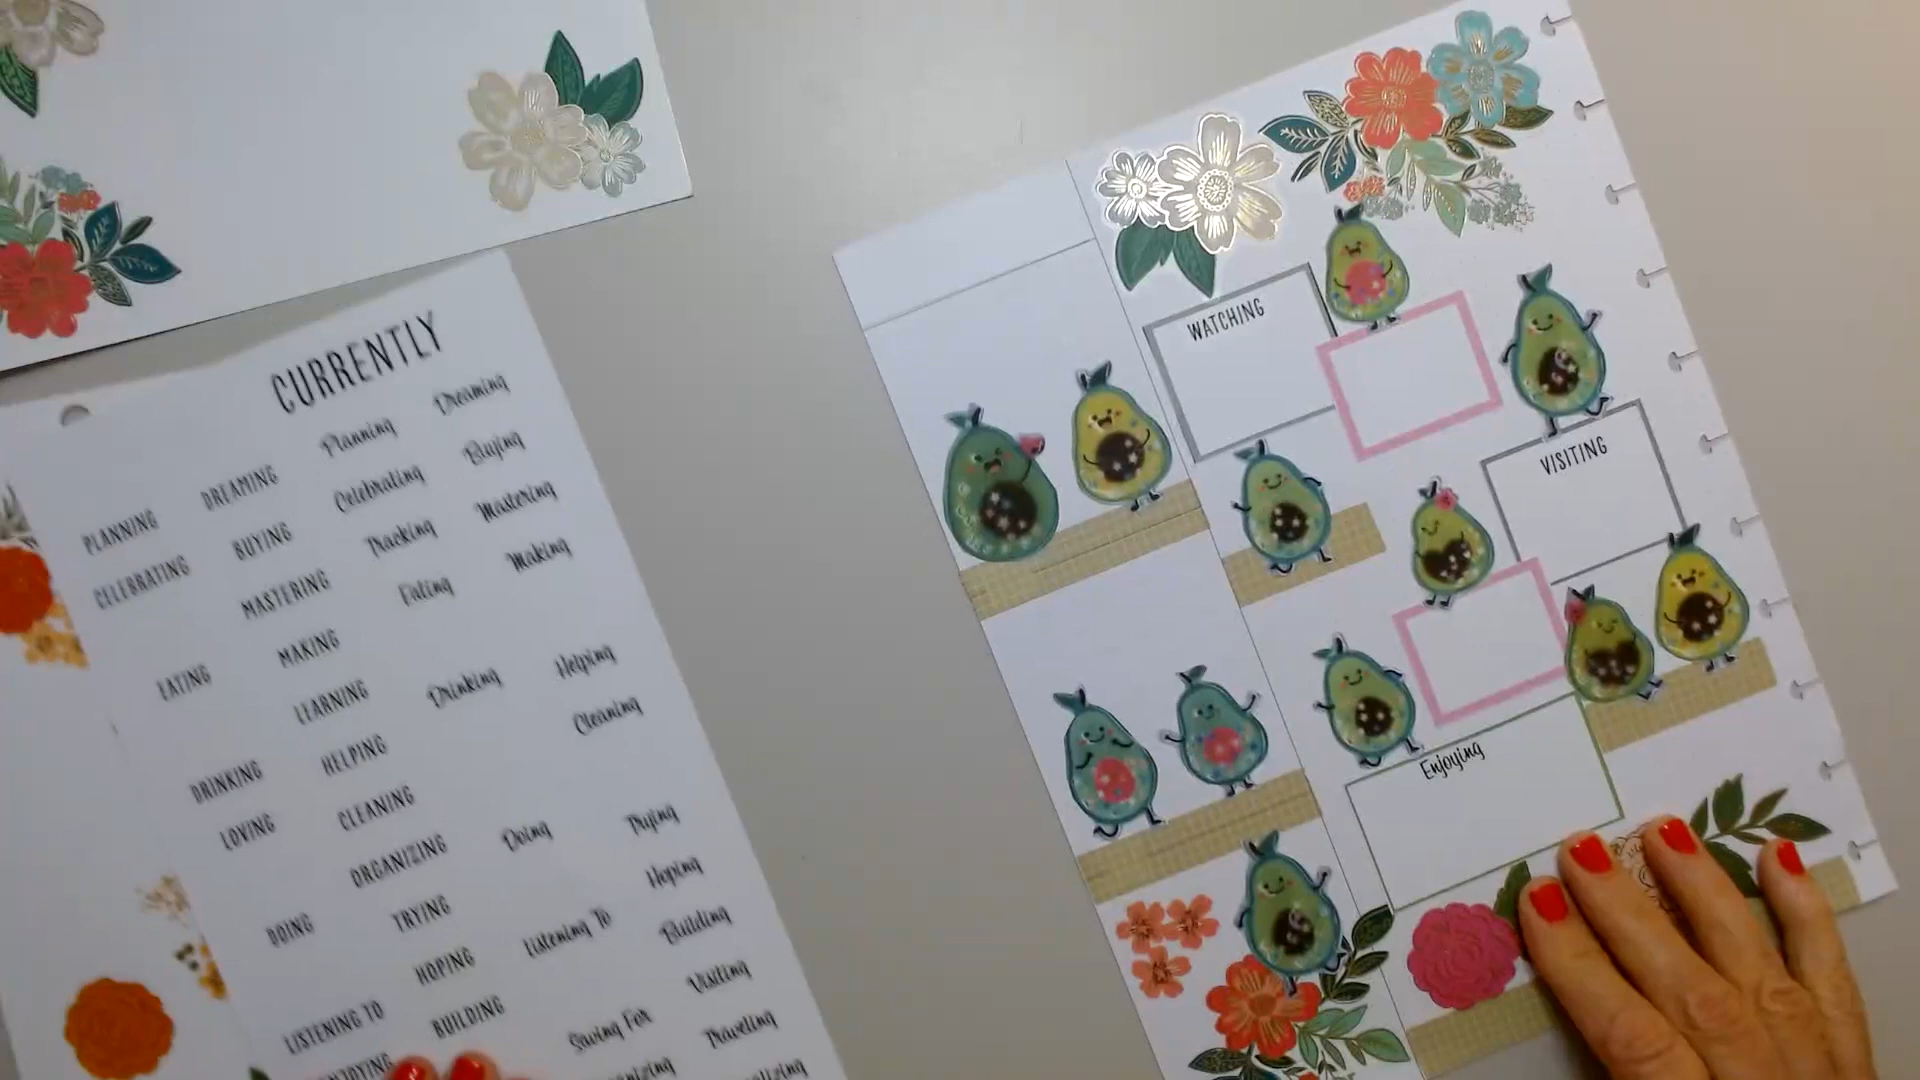 CURRENTLY
PLANNING DREAMING Planning Dreaming
CELEBRATING BUYING Celebrating Buying
MASTERING Tracking Mastering
EATING MAKING Eating Making
LEARNING Drinking Helping
DRINKING HELPING Cleaning
LOVING CLEANING
ORGANIZING Doing Trying
DOING TRYING Hoping
HOPING Listening To Building
LISTENING TO BUILDING Visiting
Saving For Traveling
WATCHING
VISITING
Enjoying